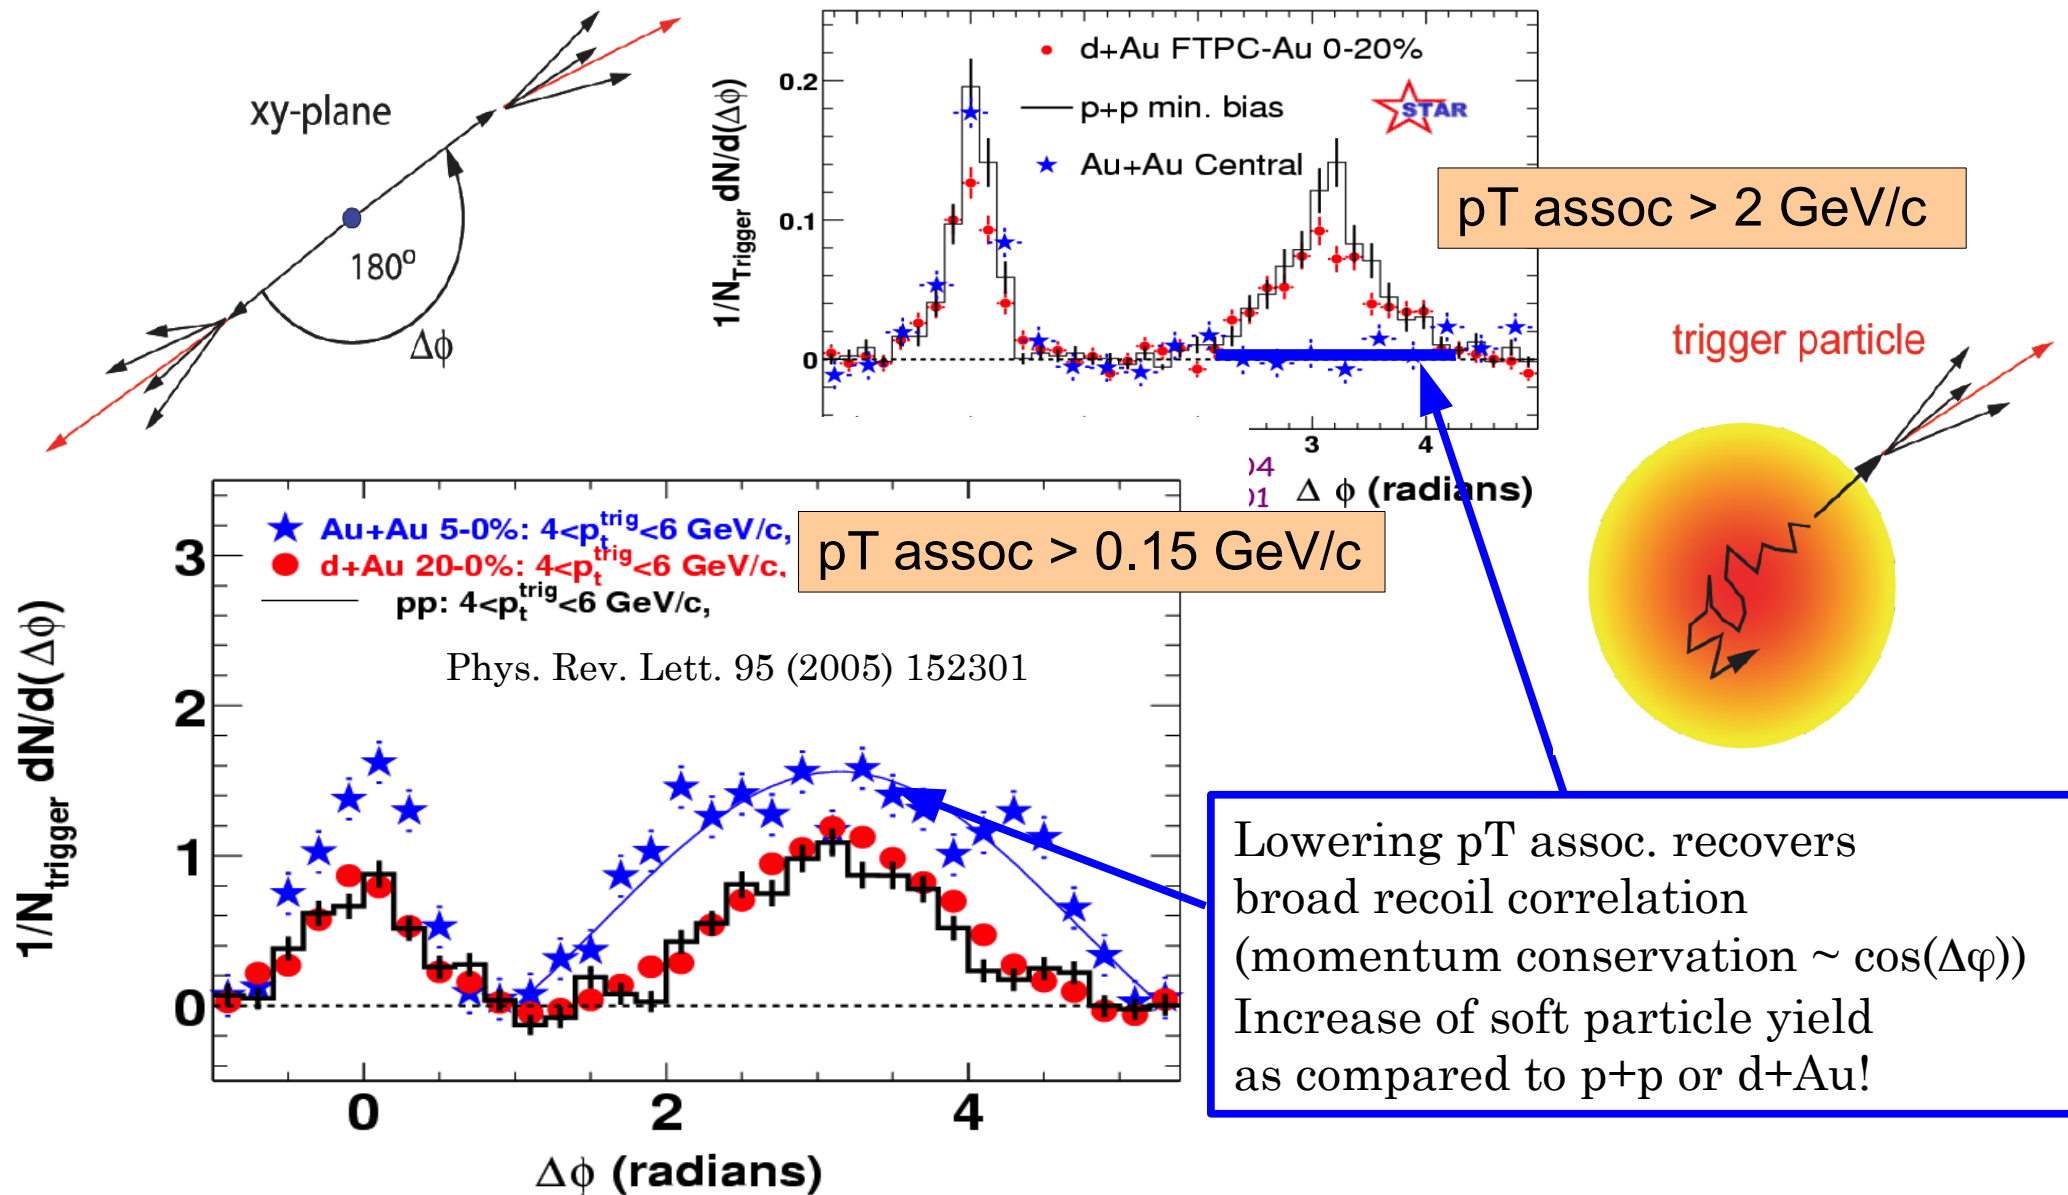 xy-plane
180°
Δϕ
1/N_Trigger dN/d(Δϕ)
0.2
0.1
0
d+Au FTPC-Au 0-20%
p+p min. bias
Au+Au Central
STAR
pT assoc > 2 GeV/c
3
4
Δ ϕ (radians)
04
01
trigger particle
1/N_trigger dN/d(Δϕ)
3
2
1
0
Au+Au 5-0%: 4<p_t^trig<6 GeV/c,
d+Au 20-0%: 4<p_t^trig<6 GeV/c,
pp: 4<p_t^trig<6 GeV/c,
pT assoc > 0.15 GeV/c
Phys. Rev. Lett. 95 (2005) 152301
0
2
4
Δϕ (radians)
Lowering pT assoc. recovers
broad recoil correlation
(momentum conservation ~ cos(Δφ))
Increase of soft particle yield
as compared to p+p or d+Au!